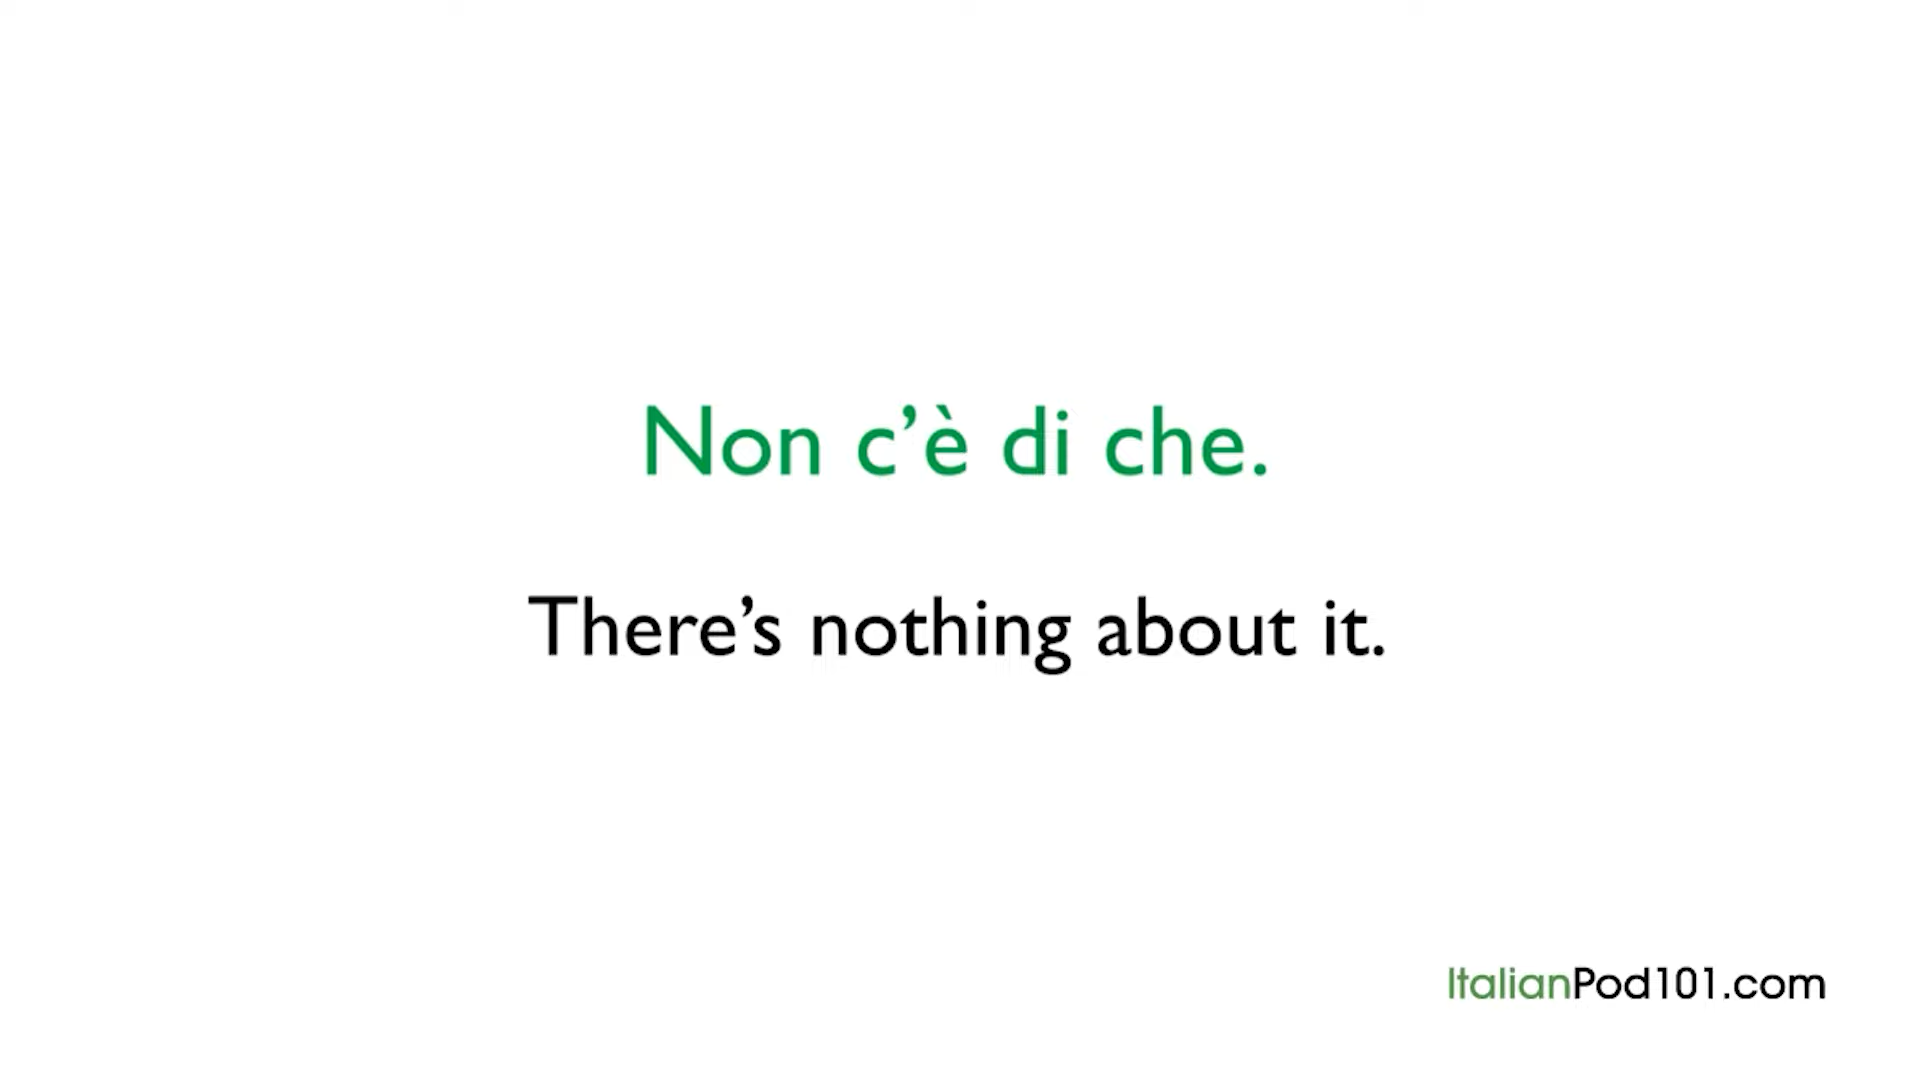 Non c’è di che.
There’s nothing about it.
ItalianPod101.com